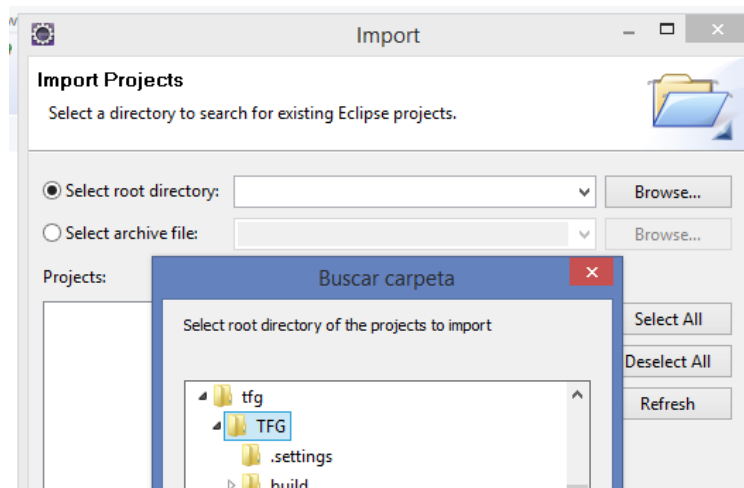 Import
Import Projects
Select a directory to search for existing Eclipse projects.
Select root directory:
Browse...
Select archive file:
Browse...
Projects:
Buscar carpeta
Select root directory of the projects to import
Select All
Deselect All
Refresh
tfg
TFG
.settings
build